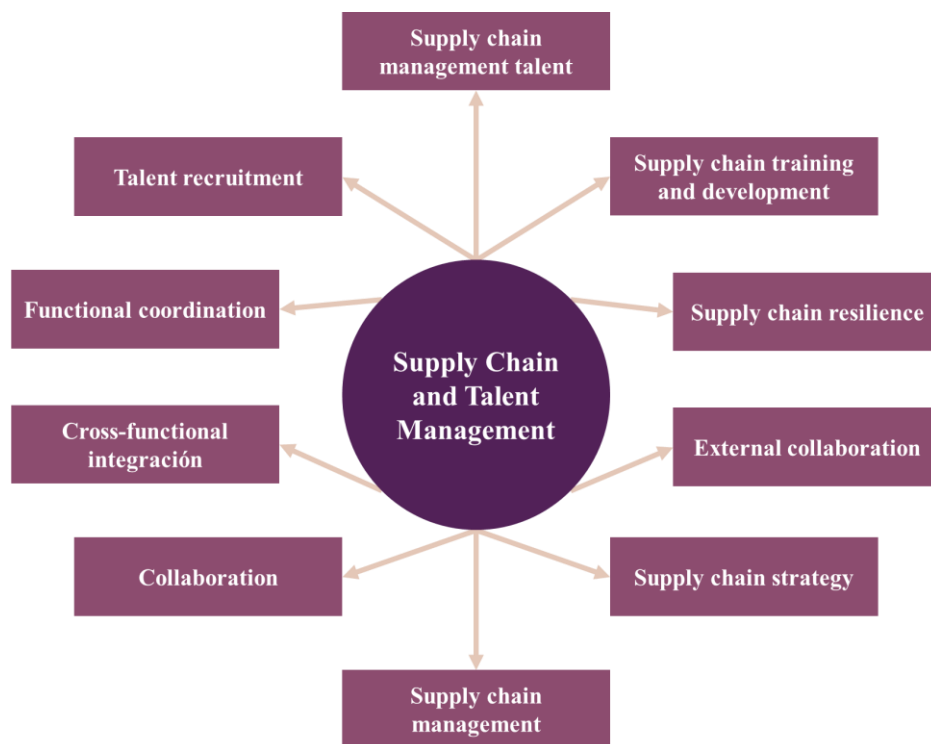 Supply chain
management talent
Talent recruitment
Supply chain training
and development
Functional coordination
Supply chain resilience
Supply Chain
and Talent
Management
Cross-functional
integración
External collaboration
Collaboration
Supply chain strategy
Supply chain
management